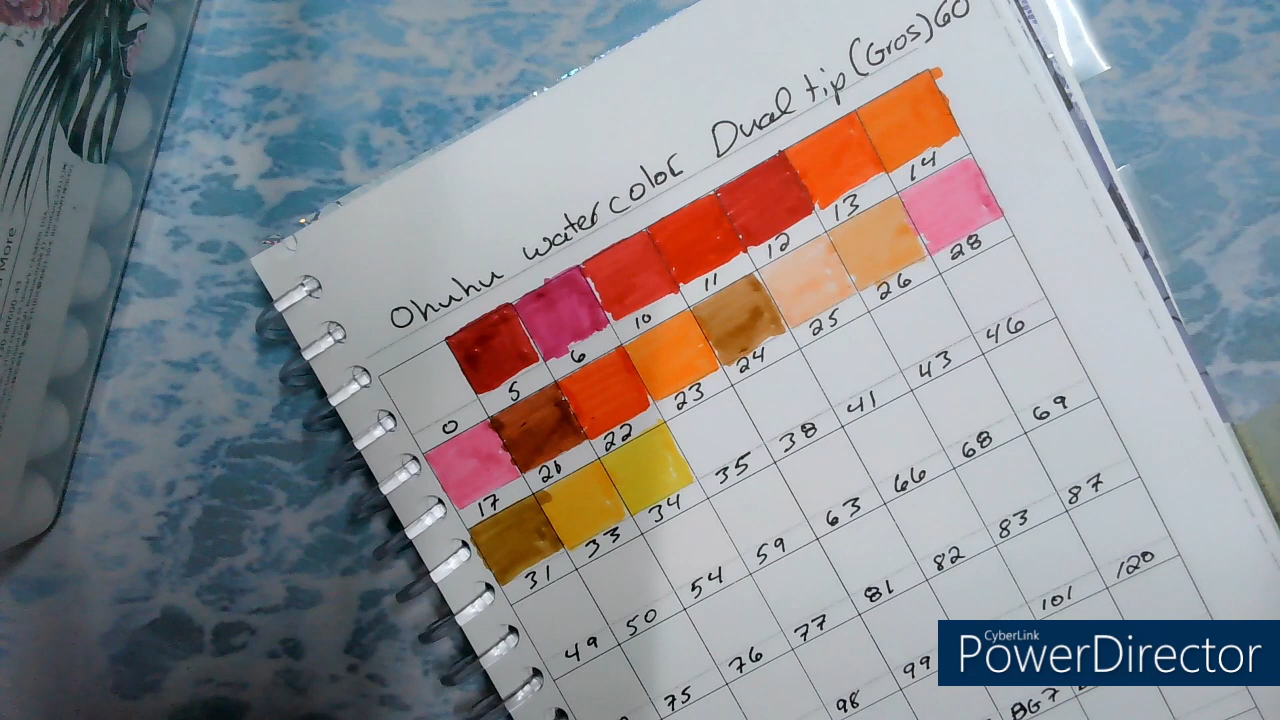 Ohuhu watercolor Dual tip (Gros) 60
0 5 6 10 11 12 13 14
17 21 22 23 24 25 26 28
31 33 34 35 38 41 43 46
49 50 54 59 63 66 68 69
75 76 77 81 82 83 87
98 99 101 120
BG7
More
CyberLink
PowerDirector